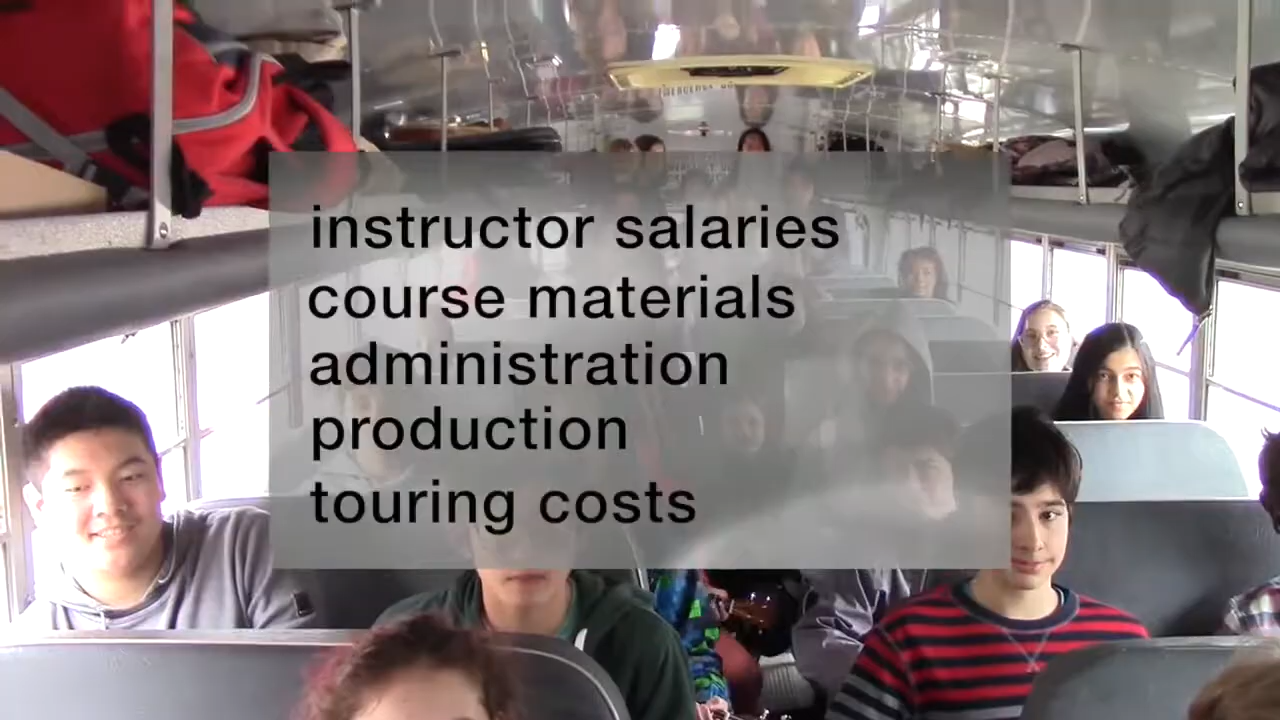 instructor salaries
course materials
administration
production
touring costs